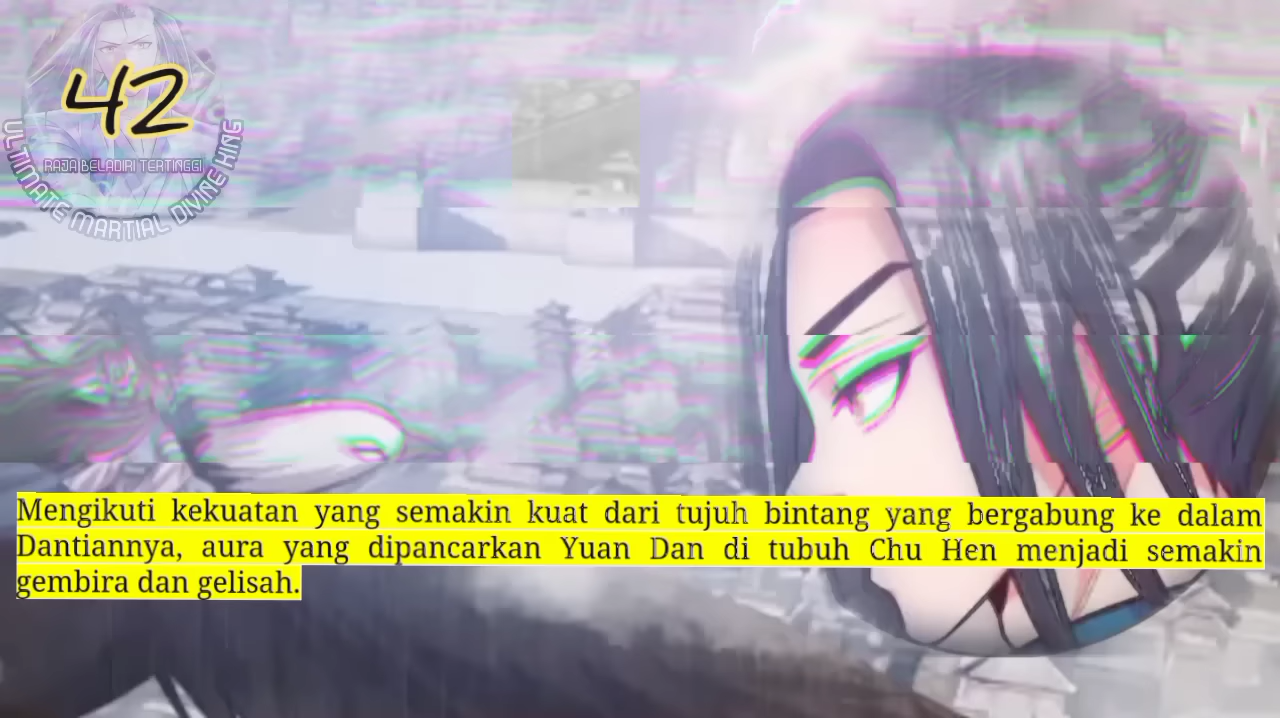 42
RAJA BELADIRI TERTINGGI
ULTIMATE MARTIAL DIVINE KING
Mengikuti kekuatan yang semakin kuat dari tujuh bintang yang bergabung ke dalam
Dantiannya, aura yang dipancarkan Yuan Dan di tubuh Chu Hen menjadi semakin
gembira dan gelisah.